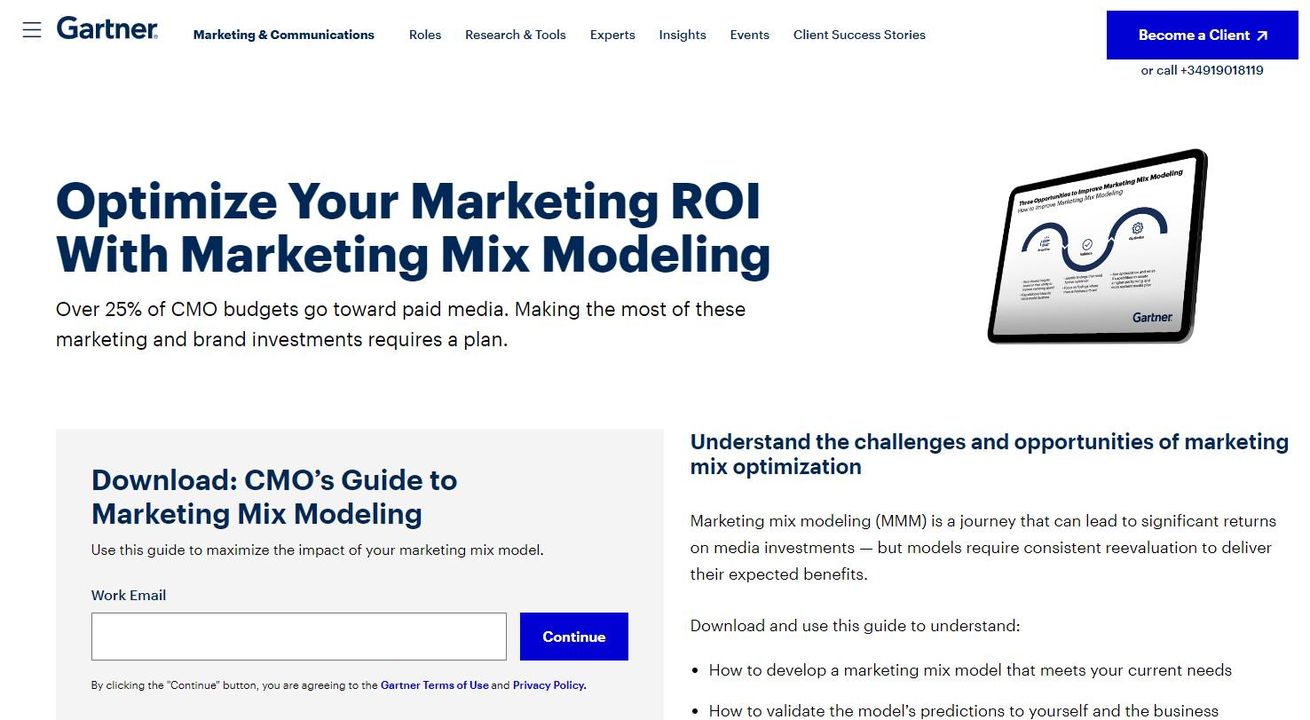 Gartner
Marketing & Communications
Roles
Research & Tools
Experts
Insights
Events
Client Success Stories
Become a Client
or call +34919018119
Optimize Your Marketing ROI
With Marketing Mix Modeling
Over 25% of CMO budgets go toward paid media. Making the most of these
marketing and brand investments requires a plan.
Three Opportunities to Improve Marketing Mix Modeling
How to Improve Marketing Mix Modeling
Gartner
Download: CMO’s Guide to
Marketing Mix Modeling
Use this guide to maximize the impact of your marketing mix model.
Work Email
Continue
By clicking the "Continue" button, you are agreeing to the Gartner Terms of Use and Privacy Policy.
Understand the challenges and opportunities of marketing
mix optimization
Marketing mix modeling (MMM) is a journey that can lead to significant returns
on media investments — but models require consistent reevaluation to deliver
their expected benefits.
Download and use this guide to understand:
• How to develop a marketing mix model that meets your current needs
• How to validate the model’s predictions to yourself and the business